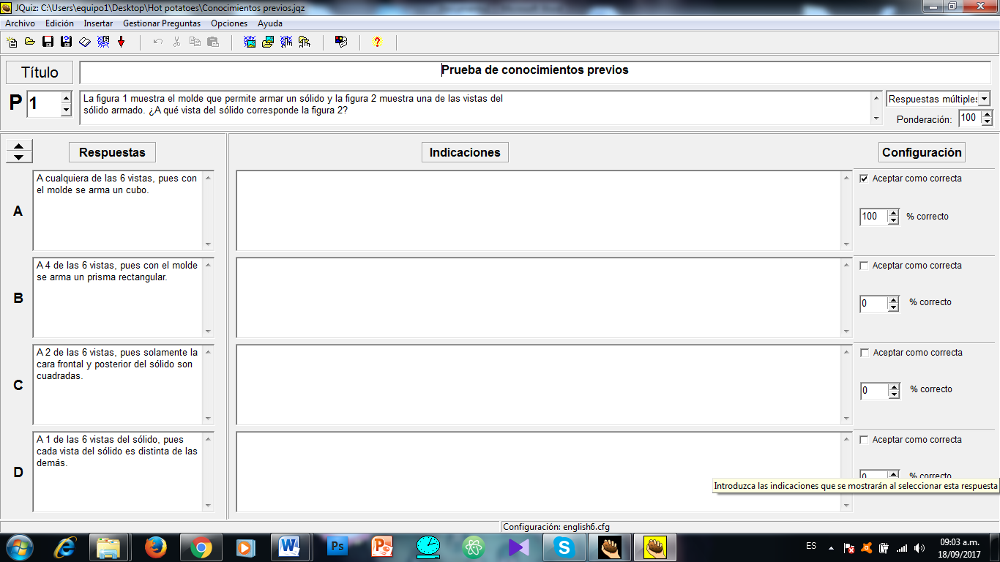 JQuiz: C:\Users\equipo1\Desktop\Hot potatoes\Conocimientos previos.jqz
Archivo Edición Insertar Gestionar Preguntas Opciones Ayuda
?
Título
Prueba de conocimientos previos
P 1
La figura 1 muestra el molde que permite armar un sólido y la figura 2 muestra una de las vistas del
sólido armado. ¿A qué vista del sólido corresponde la figura 2?
Respuestas múltiples
Ponderación: 100
Respuestas Indicaciones Configuración
A
A cualquiera de las 6 vistas, pues con
el molde se arma un cubo.
Aceptar como correcta
100 % correcto
B
A 4 de las 6 vistas, pues con el molde
se arma un prisma rectangular.
Aceptar como correcta
0 % correcto
C
A 2 de las 6 vistas, pues solamente la
cara frontal y posterior del sólido son
cuadradas.
Aceptar como correcta
0 % correcto
D
A 1 de las 6 vistas del sólido, pues
cada vista del sólido es distinta de las
demás.
Aceptar como correcta
0 % correcto
Introduzca las indicaciones que se mostrarán al seleccionar esta respuesta
Configuración: english6.cfg
Ps
ES
09:03 a.m.
18/09/2017